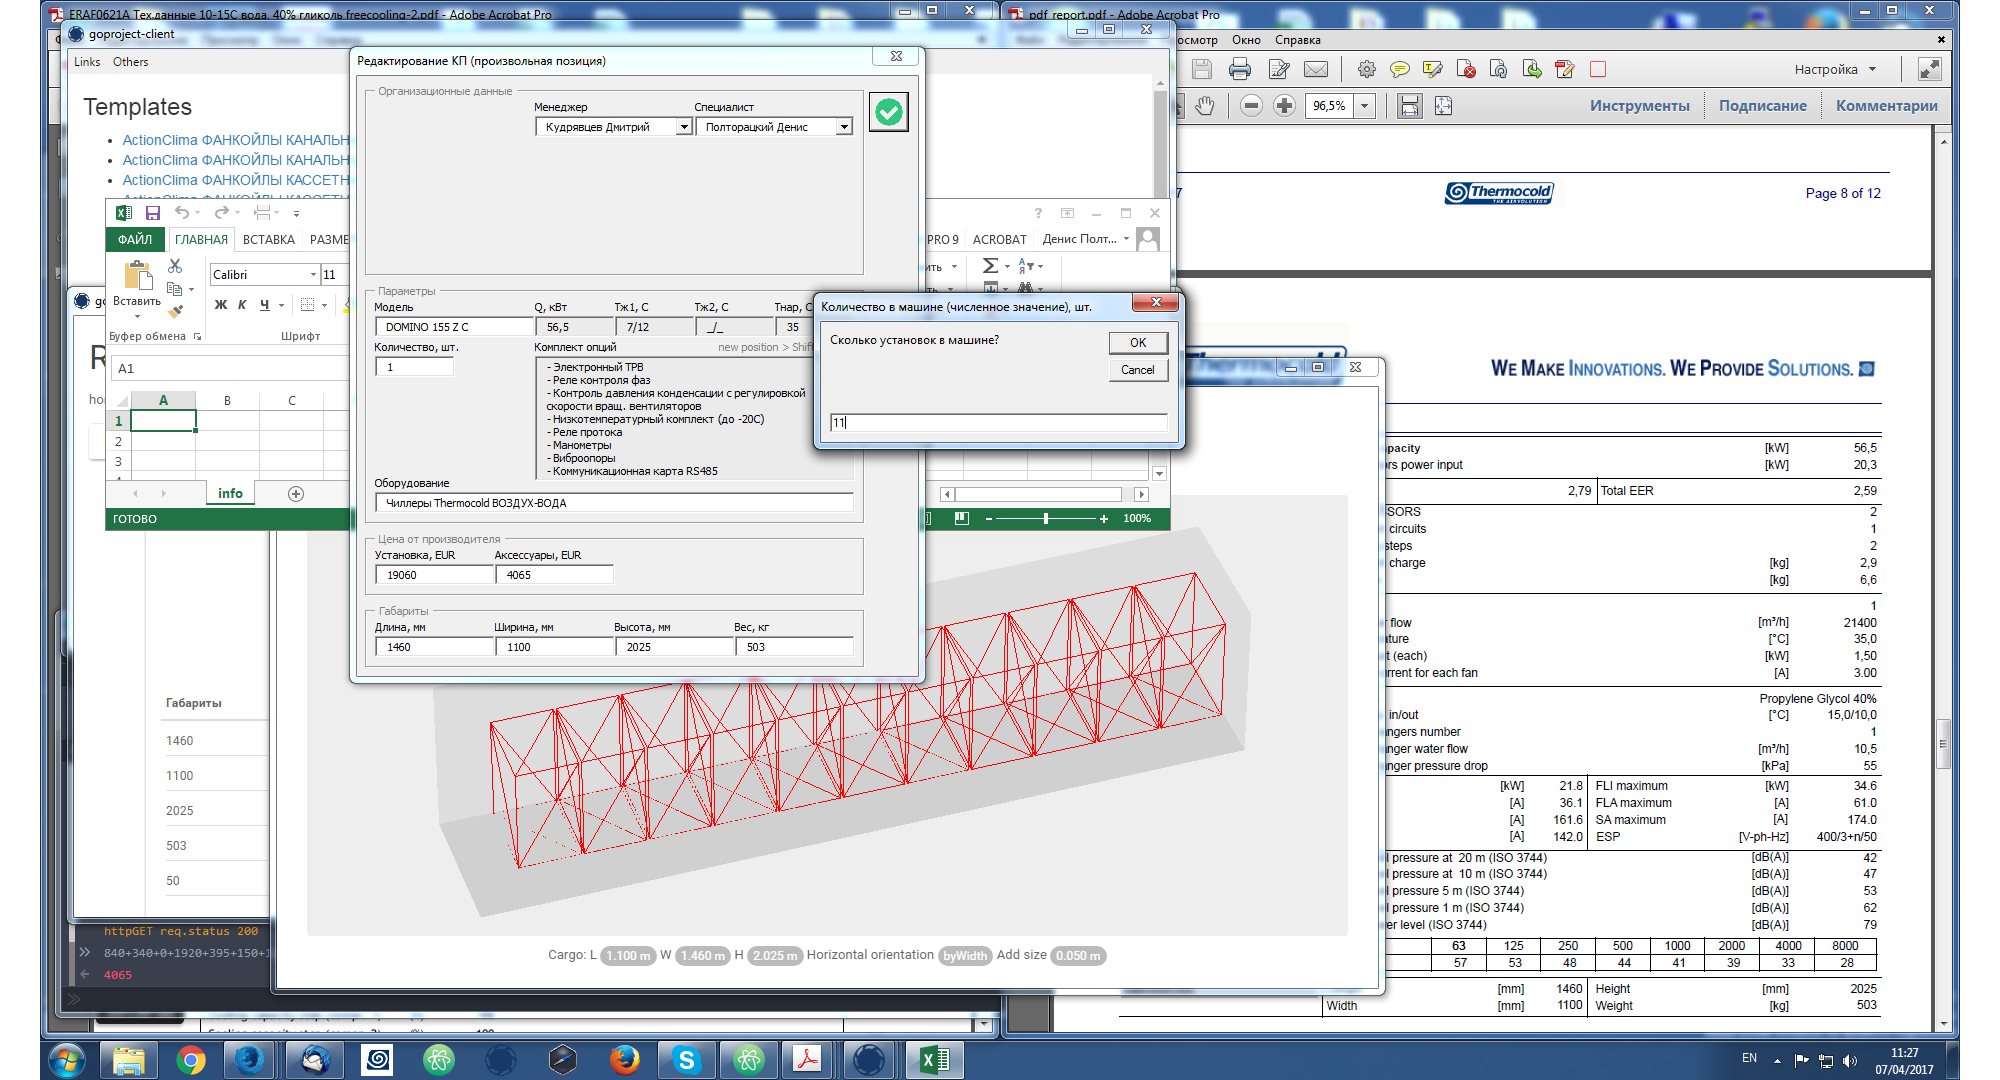 ERAF0621A Тех.данные 10-15C вода. 40% гликоль freecooling-2.pdf - Adobe Acrobat Pro
pdf_report.pdf - Adobe Acrobat Pro
goproject-client
Links Others
Templates
ActionClima ФАНКОЙЛЫ КАНАЛЬН
ActionClima ФАНКОЙЛЫ КАНАЛЬН
ActionClima ФАНКОЙЛЫ КАССЕТН
осмотр Окно Справка
Настройка
96,5%
Инструменты Подписание Комментарии
Thermocold
Page 8 of 12
WE MAKE INNOVATIONS. WE PROVIDE SOLUTIONS.
Редактирование КП (произвольная позиция)
Организационные данные
Менеджер Специалист
Кудрявцев Дмитрий Полторацкий Денис
Параметры
Модель Q, кВт Тж1, С Тж2, С Тнар, С
DOMINO 155 Z C 56,5 7/12 _/_ 35
Количество, шт. Комплект опций new position > Shif
1
- Электронный ТРВ
- Реле контроля фаз
- Контроль давления конденсации с регулировкой
скорости вращ. вентиляторов
- Низкотемпературный комплект (до -20С)
- Реле протока
- Манометры
- Виброопоры
- Коммуникационная карта RS485
Оборудование
Чиллеры Thermocold ВОЗДУХ-ВОДА
Цена от производителя
Установка, EUR Аксессуары, EUR
19060 4065
Габариты
Длина, мм Ширина, мм Высота, мм Вес, кг
1460 1100 2025 503
ФАЙЛ ГЛАВНАЯ ВСТАВКА РАЗМЕ
PRO 9 ACROBAT Денис Полт...
Calibri 11
Вставить
Ж К Ч
Буфер обмена Шрифт
A1
A B C
1
2
3
info
ГОТОВО
100%
Количество в машине (численное значение), шт.
Сколько установок в машине?
OK
Cancel
11
Габариты
1460
1100
2025
503
50
httpGET req.status 200
840+340+0+1920+395+150+1
4065
Cargo: L 1.100 m W 1.460 m H 2.025 m Horizontal orientation byWidth Add size 0.050 m
pacity [kW] 56,5
rs power input [kW] 20,3
2,79 Total EER 2,59
SORS 2
circuits 1
steps 2
charge [kg] 2,9
[kg] 6,6
1
flow [m³/h] 21400
ature [°C] 35,0
t (each) [kW] 1,50
urrent for each fan [A] 3.00
Propylene Glycol 40%
in/out [°C] 15,0/10,0
angers number 1
anger water flow [m³/h] 10,5
anger pressure drop [kPa] 55
[kW] 21.8 FLI maximum [kW] 34.6
[A] 36.1 FLA maximum [A] 61.0
[A] 161.6 SA maximum [A] 174.0
[A] 142.0 ESP [V-ph-Hz] 400/3+n/50
l pressure at 20 m (ISO 3744) [dB(A)] 42
l pressure at 10 m (ISO 3744) [dB(A)] 47
l pressure 5 m (ISO 3744) [dB(A)] 53
l pressure 1 m (ISO 3744) [dB(A)] 62
er level (ISO 3744) [dB(A)] 79
63 125 250 500 1000 2000 4000 8000
57 53 48 44 41 39 33 28
[mm] 1460 Height [mm] 2025
Width [mm] 1100 Weight [kg] 503
EN
11:27
07/04/2017